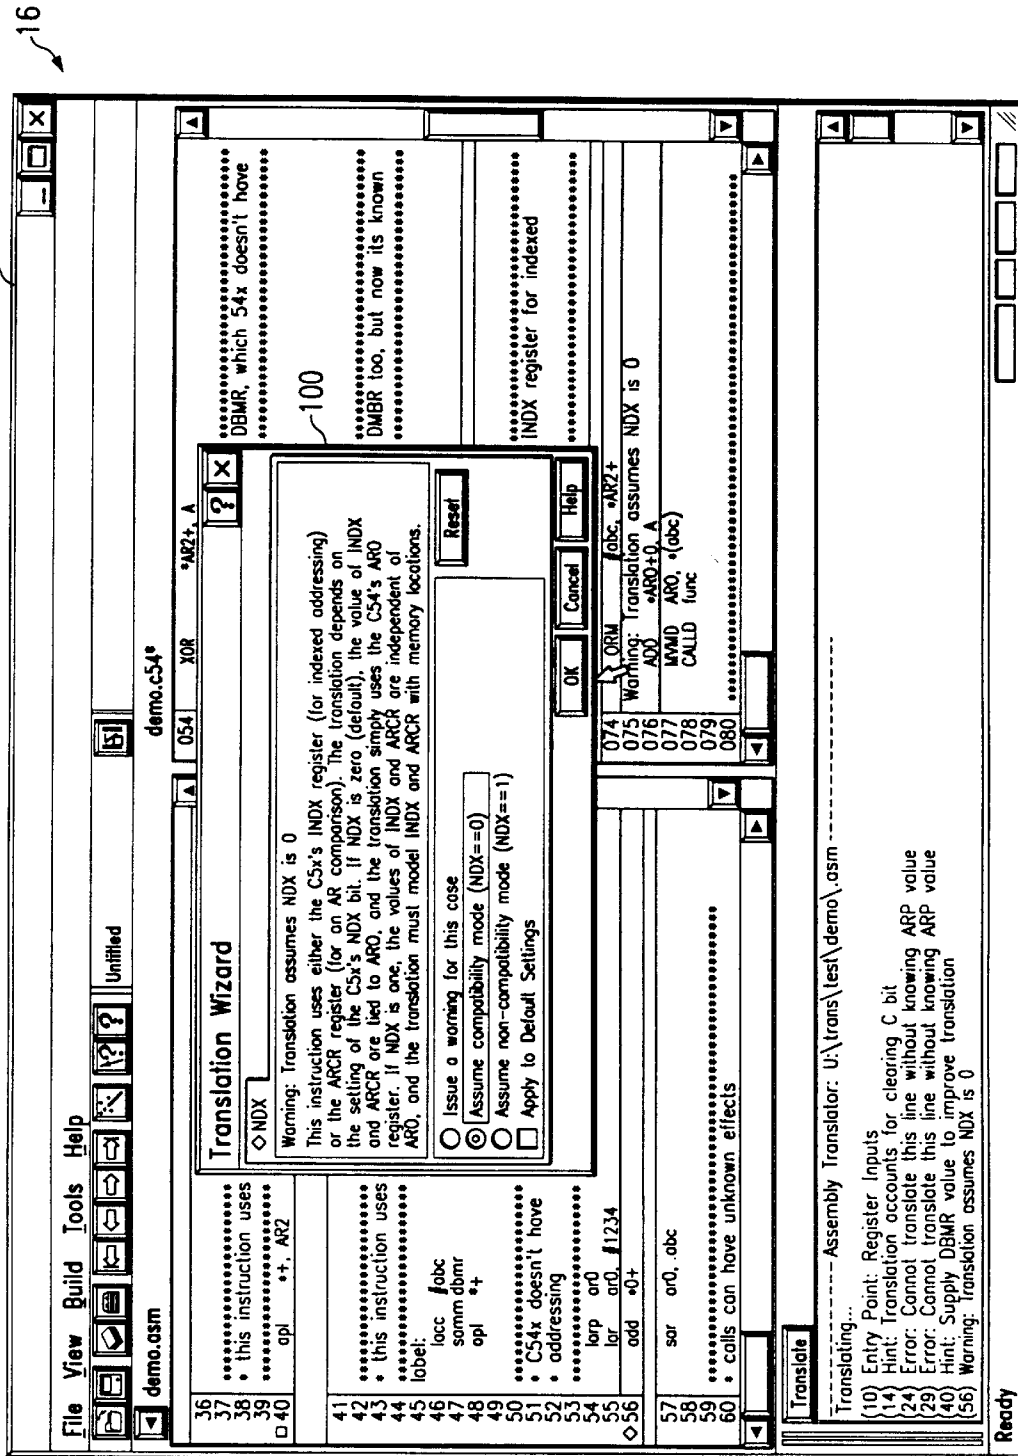 16
File View Build Tools Help
Untitled
demo.asm
36 ******************************
37 * this instruction uses
38 ******************************
39
40 apl *+, AR2
41
42 ******************************
43 * this instruction uses
44 ******************************
45 label:
46 lacc #abc
47 samm dbmr
48 opl *+
49
50 ******************************
51 * C54x doesn't have
52 * addressing
53 ******************************
54 larp ar0
55 lar ar0, #1234
56 add *0+
57
58 sar ar0, .abc
59 ******************************
60 * calls can have unknown effects
demo.c54*
054 XOR *AR2+, A
DBMR, which 54x doesn't have
DMBR too, but now its known
INDX register for indexed
074 ORM #abc, *AR2+
075 Warning: Translation assumes NDX is 0
076 ADD *AR0+0, A
077 MVMD AR0, *(abc)
078 CALLD func
079
080 ******************************
Translation Wizard
? X
NDX
Warning: Translation assumes NDX is 0
This instruction uses either the C5x's INDX register (for indexed addressing)
or the ARCR register (for an AR comparison). The translation depends on
the setting of the C5x's NDX bit. If NDX is zero (default), the value of INDX
and ARCR are tied to AR0, and the translation simply uses the C54's AR0
register. If NDX is one, the values of INDX and ARCR are independent of
AR0, and the translation must model INDX and ARCR with memory locations.
Issue a warning for this case
Assume compatibility mode (NDX==0)
Assume non-compatibility mode (NDX==1)
Apply to Default Settings
Reset
OK Cancel Help
100
Translate
Translating...
---------------- Assembly Translator: U:\trans\test\demo\.asm ----------------
(10) Entry Point: Register Inputs
(14) Hint: Translation accounts for clearing C bit
(24) Error: Cannot translate this line without knowing ARP value
(29) Error: Cannot translate this line without knowing ARP value
(40) Hint: Supply DBMR value to improve translation
(56) Warning: Translation assumes NDX is 0
Ready